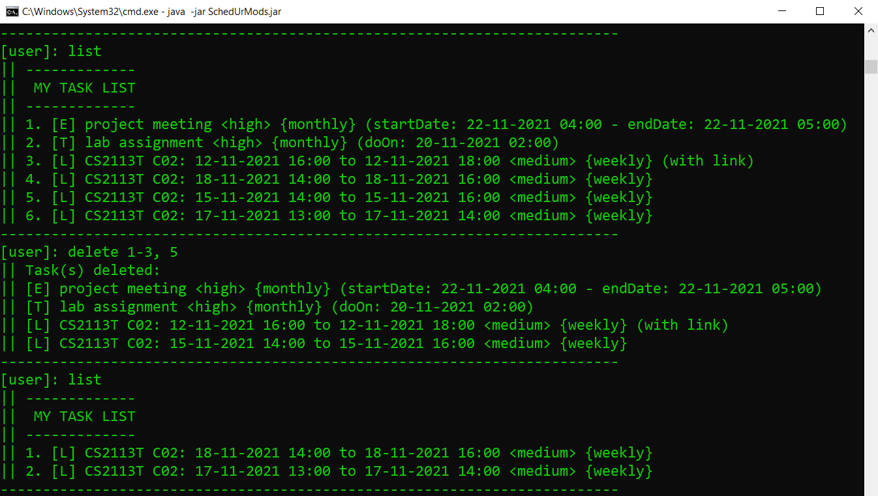 C:\Windows\System32\cmd.exe - java -jar SchedUrMods.jar
--------------------------------------------------------------------------
[user]: list
|| -------------
||  MY TASK LIST
|| -------------
|| 1. [E] project meeting <high> {monthly} (startDate: 22-11-2021 04:00 - endDate: 22-11-2021 05:00)
|| 2. [T] lab assignment <high> {monthly} (doOn: 20-11-2021 02:00)
|| 3. [L] CS2113T C02: 12-11-2021 16:00 to 12-11-2021 18:00 <medium> {weekly} (with link)
|| 4. [L] CS2113T C02: 18-11-2021 14:00 to 18-11-2021 16:00 <medium> {weekly}
|| 5. [L] CS2113T C02: 15-11-2021 14:00 to 15-11-2021 16:00 <medium> {weekly}
|| 6. [L] CS2113T C02: 17-11-2021 13:00 to 17-11-2021 14:00 <medium> {weekly}
--------------------------------------------------------------------------
[user]: delete 1-3, 5
|| Task(s) deleted:
|| [E] project meeting <high> {monthly} (startDate: 22-11-2021 04:00 - endDate: 22-11-2021 05:00)
|| [T] lab assignment <high> {monthly} (doOn: 20-11-2021 02:00)
|| [L] CS2113T C02: 12-11-2021 16:00 to 12-11-2021 18:00 <medium> {weekly} (with link)
|| [L] CS2113T C02: 15-11-2021 14:00 to 15-11-2021 16:00 <medium> {weekly}
--------------------------------------------------------------------------
[user]: list
|| -------------
||  MY TASK LIST
|| -------------
|| 1. [L] CS2113T C02: 18-11-2021 14:00 to 18-11-2021 16:00 <medium> {weekly}
|| 2. [L] CS2113T C02: 17-11-2021 13:00 to 17-11-2021 14:00 <medium> {weekly}
--------------------------------------------------------------------------